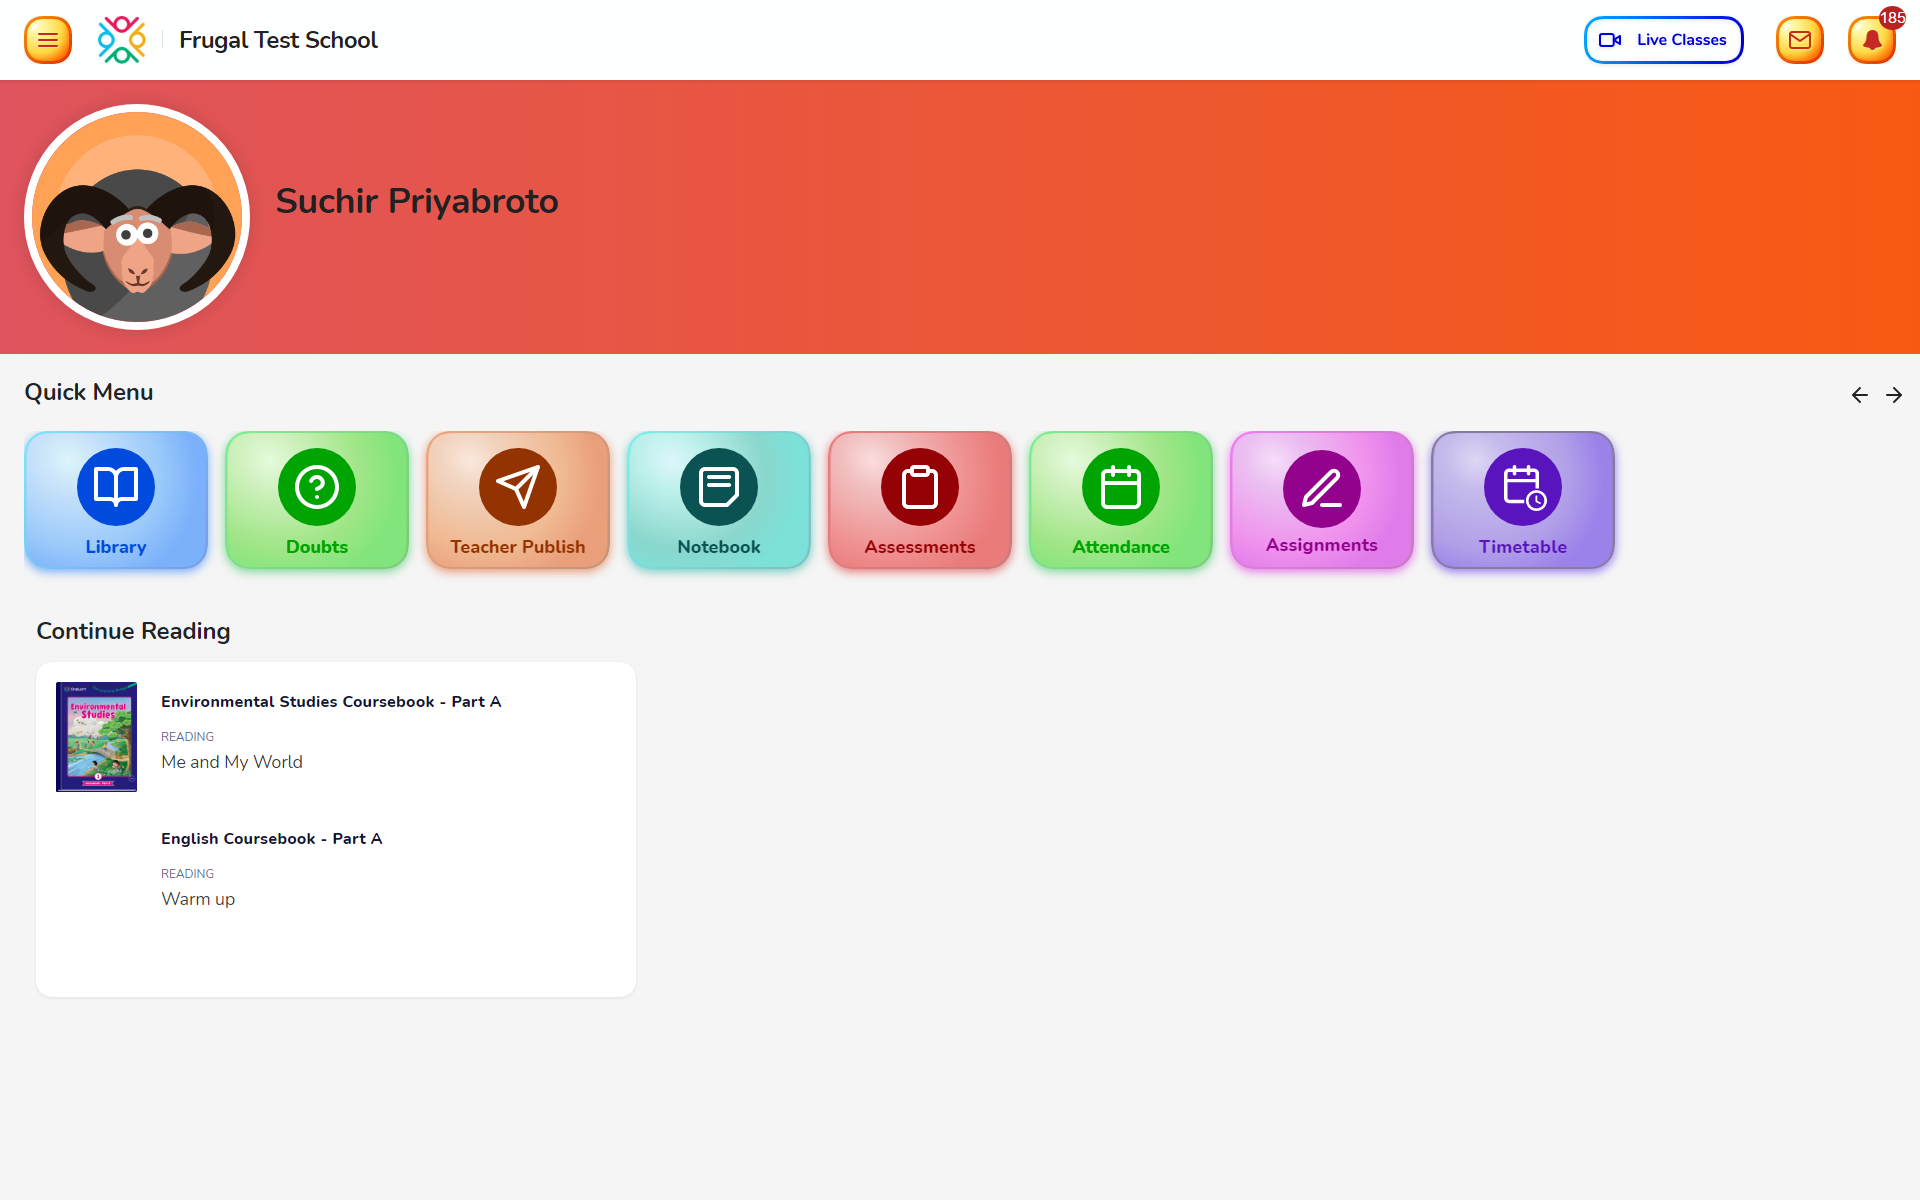 Frugal Test School
Live Classes
185
Suchir Priyabroto
Quick Menu
Library
Doubts
Teacher Publish
Notebook
Assessments
Attendance
Assignments
Timetable
Continue Reading
Environmental
Studies
Environmental Studies Coursebook - Part A
READING
Me and My World
English Coursebook - Part A
READING
Warm up